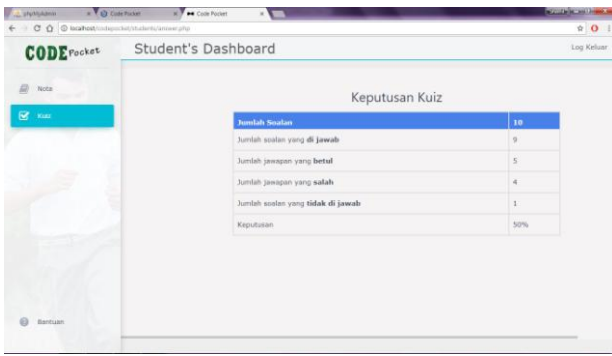 phpMyAdmin
Code Pocket
Code Pocket
localhost/codepocket/students/answer.php
CODEPocket
Student's Dashboard
Log Keluar
Nota
Kuiz
Keputusan Kuiz
Jumlah Soalan 10
Jumlah soalan yang di jawab 9
Jumlah jawapan yang betul 5
Jumlah jawapan yang salah 4
Jumlah soalan yang tidak di jawab 1
Keputusan 50%
Bantuan